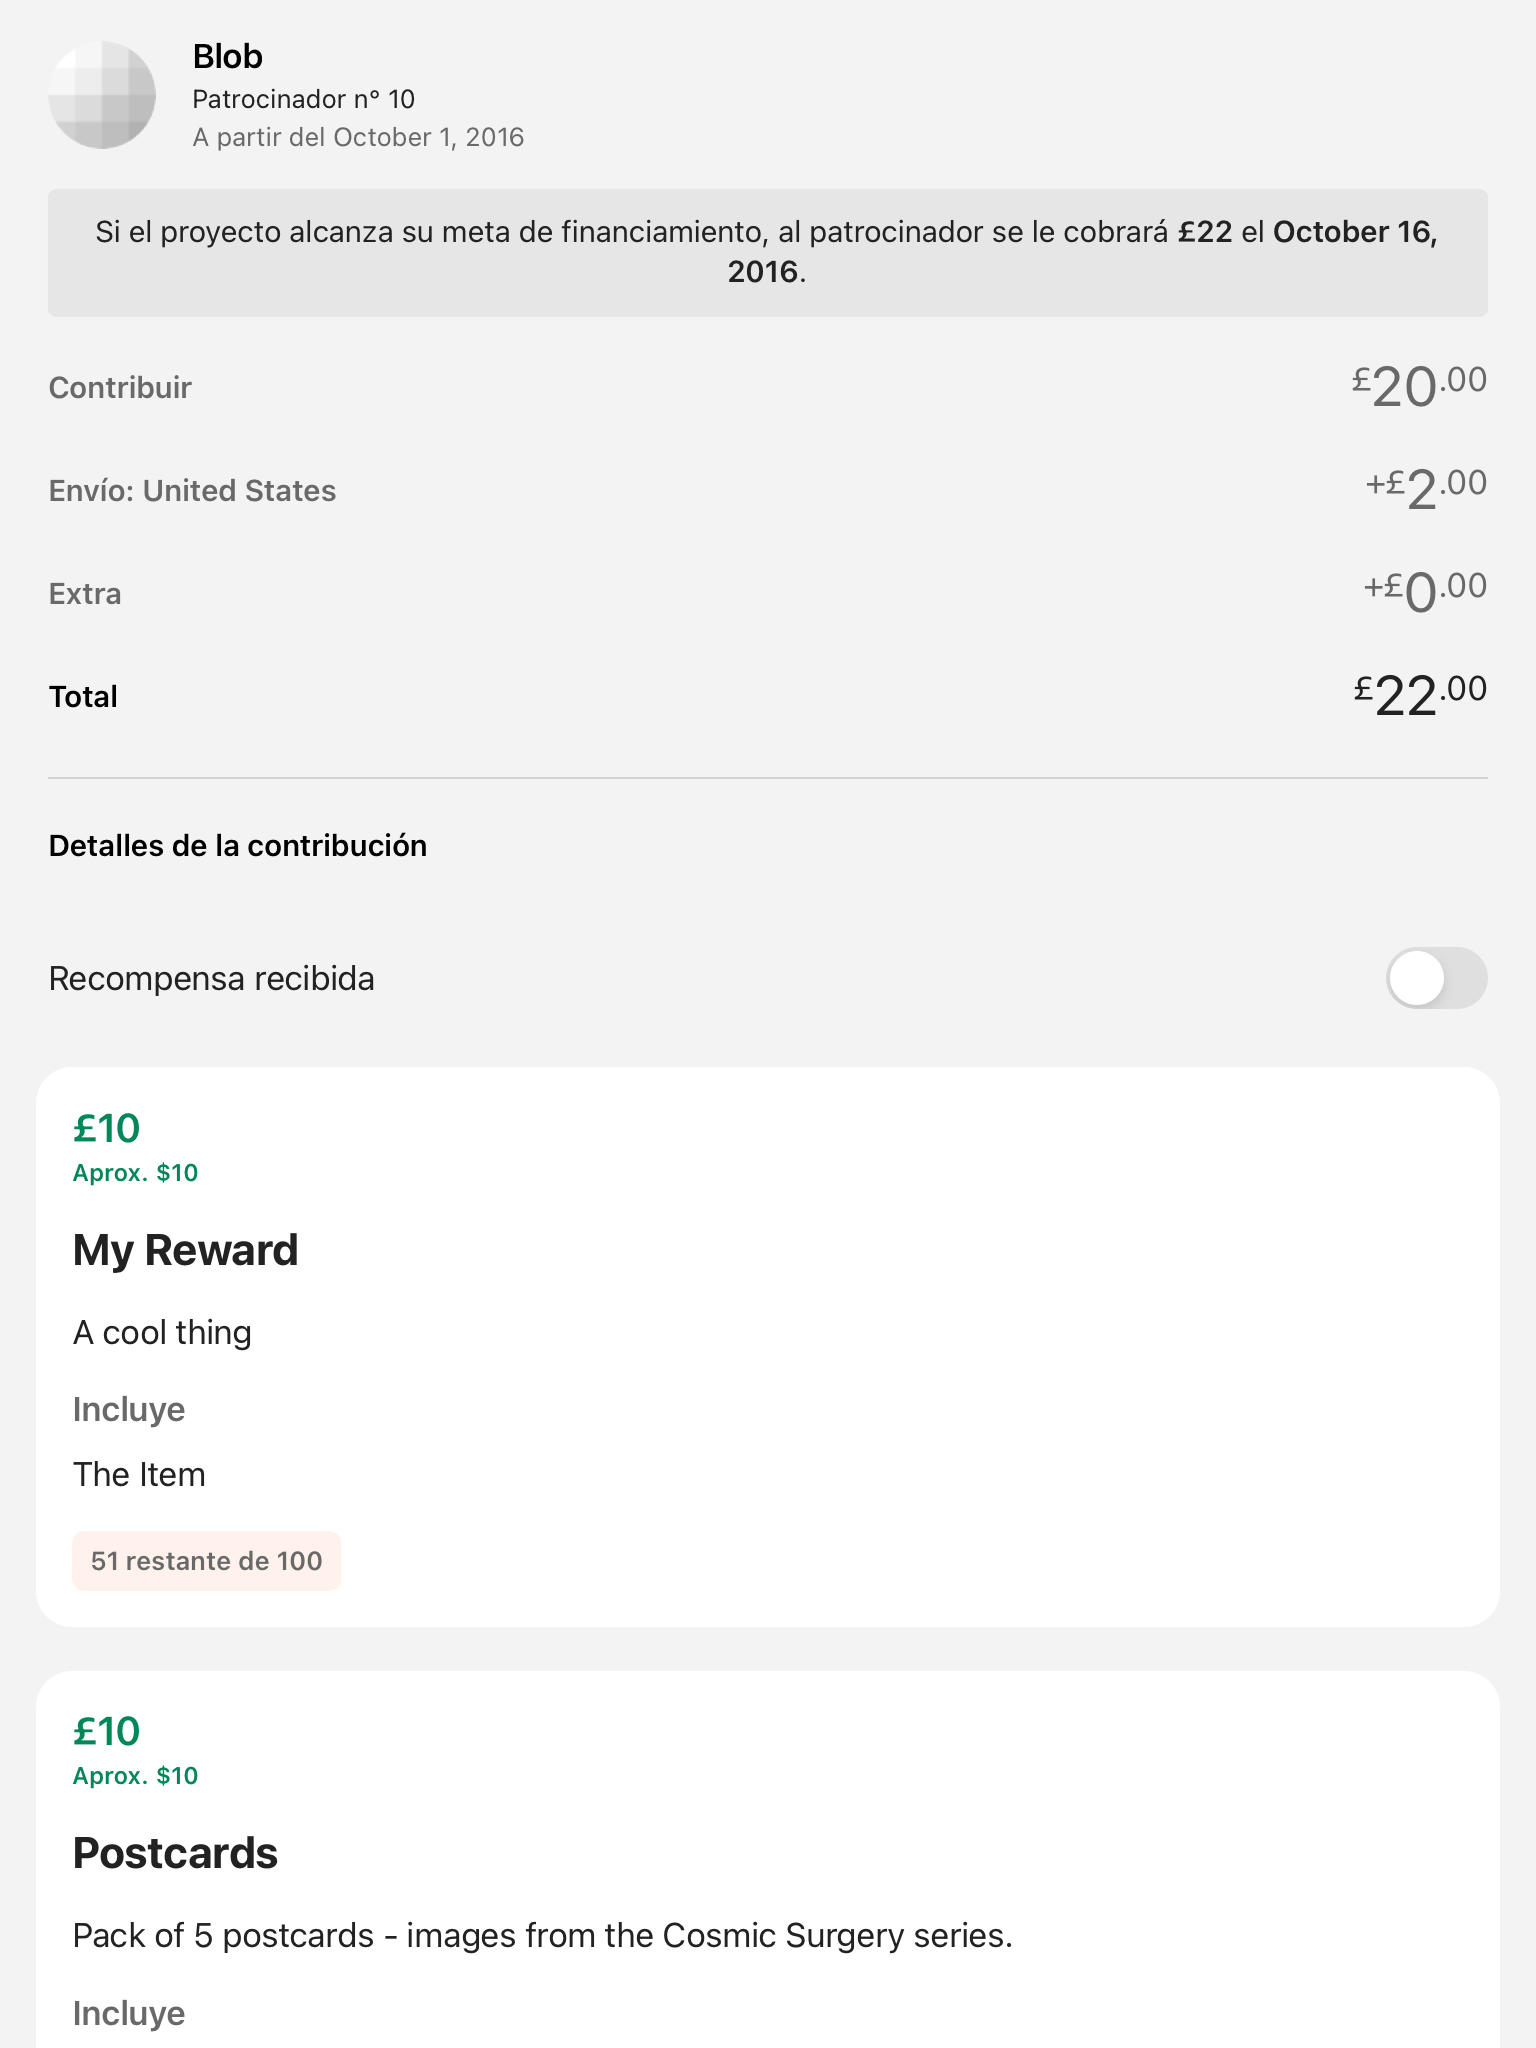 Blob
Patrocinador n° 10
A partir del October 1, 2016
Si el proyecto alcanza su meta de financiamiento, al patrocinador se le cobrará £22 el October 16,
2016.
Contribuir £20.00
Envío: United States +£2.00
Extra +£0.00
Total £22.00
Detalles de la contribución
Recompensa recibida
£10
Aprox. $10
My Reward
A cool thing
Incluye
The Item
51 restante de 100
£10
Aprox. $10
Postcards
Pack of 5 postcards - images from the Cosmic Surgery series.
Incluye